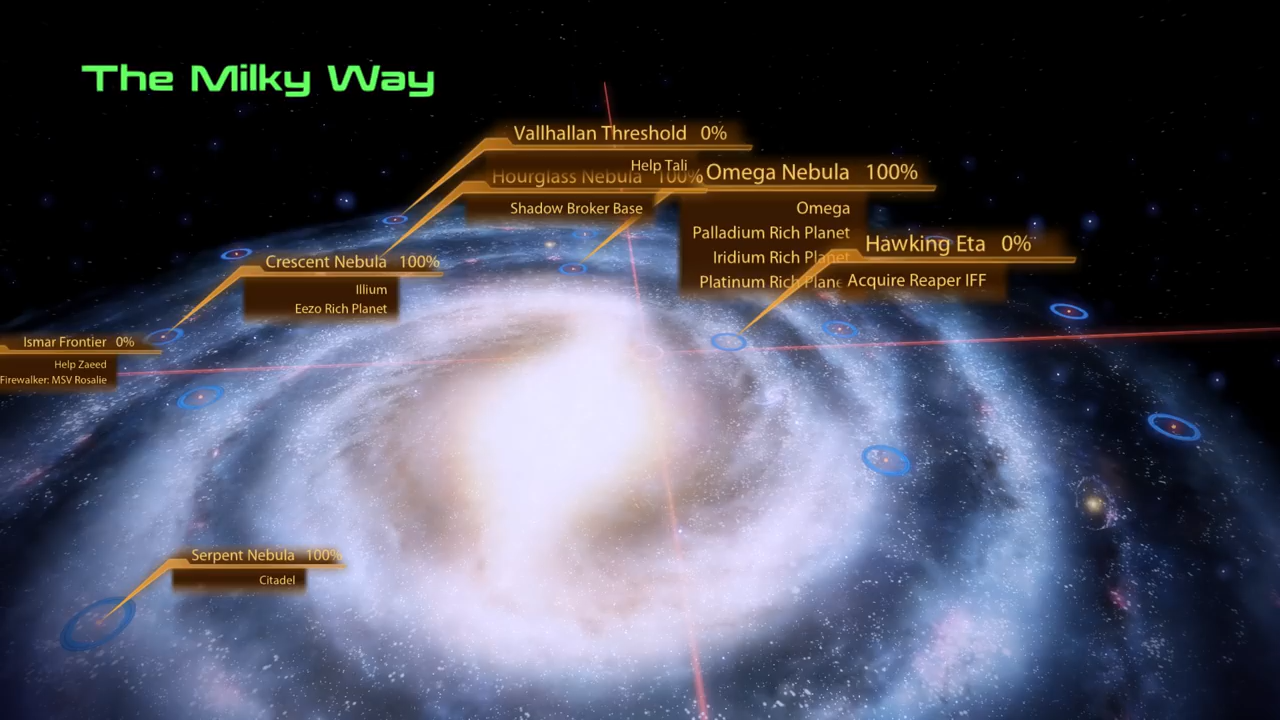 The Milky Way
Vallhallan Threshold 0%
Help Tali
Hourglass Nebula 100%
Shadow Broker Base
Omega Nebula 100%
Omega
Palladium Rich Planet
Iridium Rich Planet
Platinum Rich Plane
Hawking Eta 0%
Acquire Reaper IFF
Crescent Nebula 100%
Illium
Eezo Rich Planet
Ismar Frontier 0%
Help Zaeed
Firewalker: MSV Rosalie
Serpent Nebula 100%
Citadel